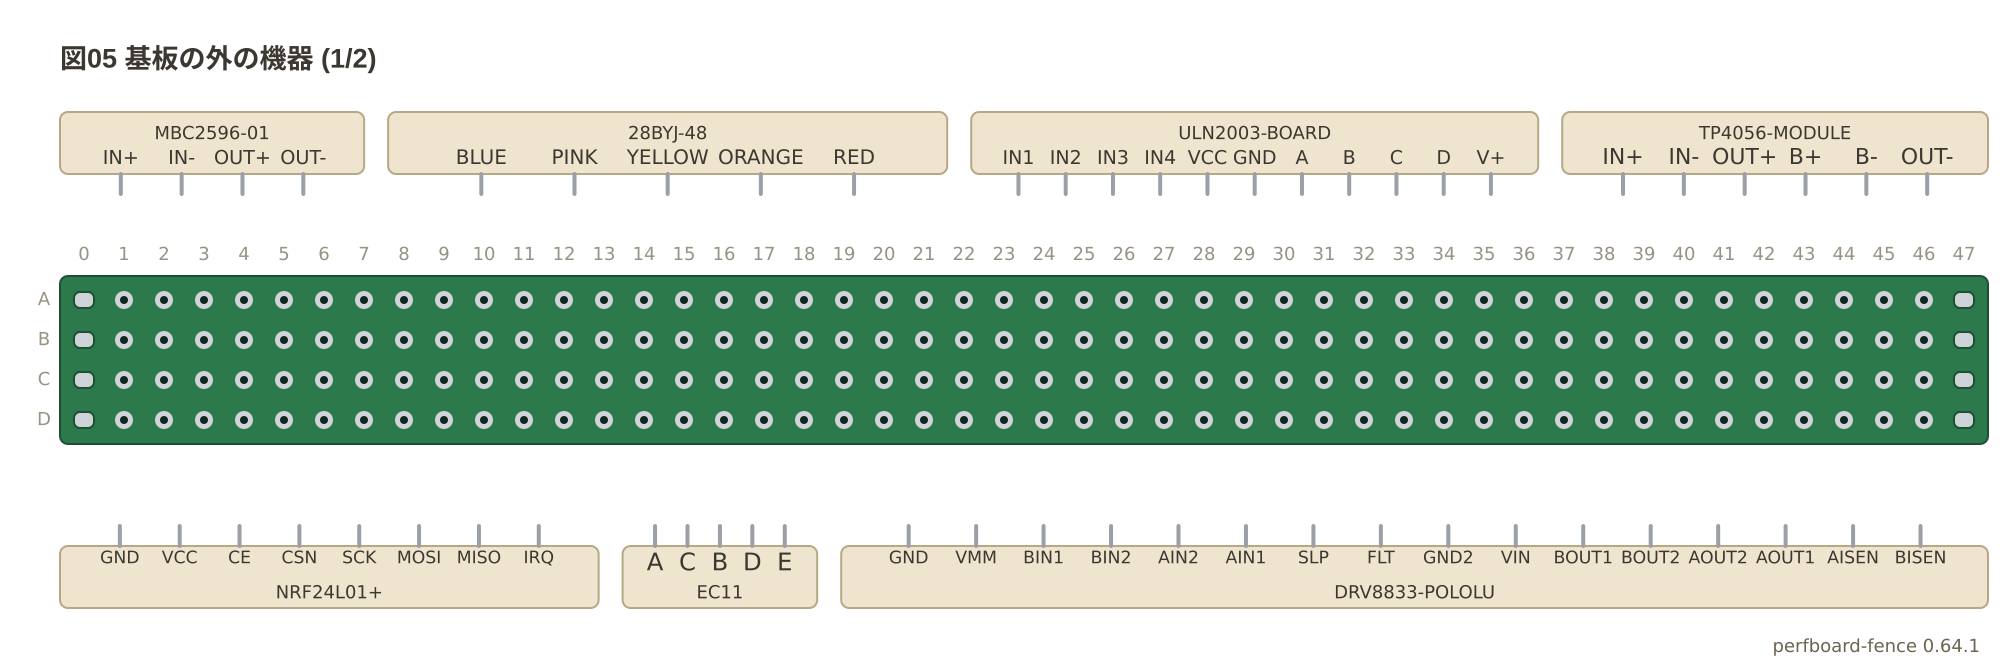 図05 基板の外の機器 (1/2)
MBC2596-01 28BYJ-48 ULN2003-BOARD TP4056-MODULE
IN+ IN- OUT+ OUT- BLUE PINK YELLOW ORANGE RED IN1 IN2 IN3 IN4 VCC GND A B C D V+ IN+ IN- OUT+ B+ B- OUT-
0 1 2 3 4 5 6 7 8 9 10 11 12 13 14 15 16 17 18 19 20 21 22 23 24 25 26 27 28 29 30 31 32 33 34 35 36 37 38 39 40 41 42 43 44 45 46 47
A
B
C
D
GND VCC CE CSN SCK MOSI MISO IRQ A C B D E GND VMM BIN1 BIN2 AIN2 AIN1 SLP FLT GND2 VIN BOUT1 BOUT2 AOUT2 AOUT1 AISEN BISEN
NRF24L01+ EC11 DRV8833-POLOLU
perfboard-fence 0.64.1